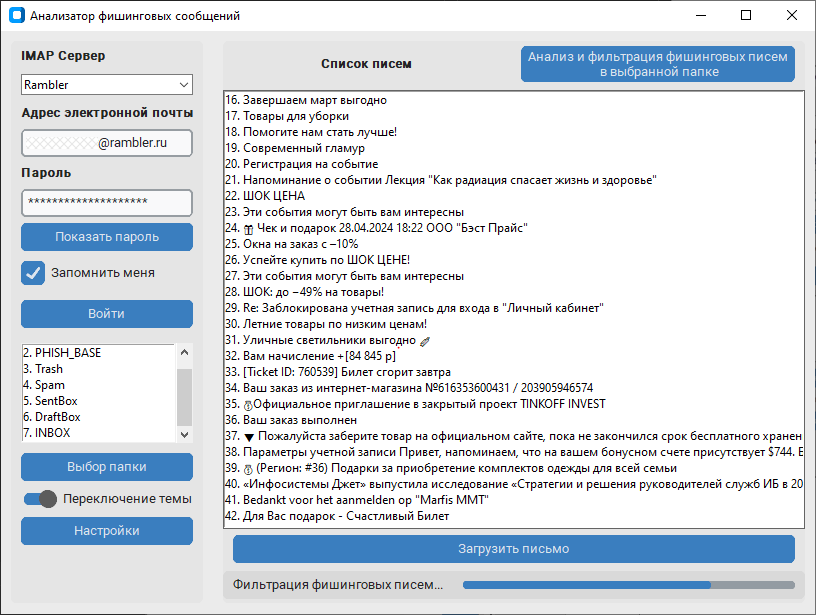 Анализатор фишинговых сообщений
IMAP Сервер
Rambler
Адрес электронной почты
@rambler.ru
Пароль
********************
Показать пароль
Запомнить меня
Войти
2. PHISH_BASE
3. Trash
4. Spam
5. SentBox
6. DraftBox
7. INBOX
Выбор папки
Переключение темы
Настройки
Список писем
Анализ и фильтрация фишинговых писем
в выбранной папке
16. Завершаем март выгодно
17. Товары для уборки
18. Помогите нам стать лучше!
19. Современный гламур
20. Регистрация на событие
21. Напоминание о событии Лекция "Как радиация спасает жизнь и здоровье"
22. ШОК ЦЕНА
23. Эти события могут быть вам интересны
24. 🎁 Чек и подарок 28.04.2024 18:22 ООО "Бэст Прайс"
25. Окна на заказ с –10%
26. Успейте купить по ШОК ЦЕНЕ!
27. Эти события могут быть вам интересны
28. ШОК: до −49% на товары!
29. Re: Заблокирована учетная запись для входа в "Личный кабинет"
30. Летние товары по низким ценам!
31. Уличные светильники выгодно
32. Вам начисление +[84 845 р]
33. [Ticket ID: 760539] Билет сгорит завтра
34. Ваш заказ из интернет-магазина №616353600431 / 203905946574
35. Официальное приглашение в закрытый проект TINKOFF INVEST
36. Ваш заказ выполнен
37. ▼ Пожалуйста заберите товар на официальном сайте, пока не закончился срок бесплатного хранен
38. Параметры учетной записи Привет, напоминаем, что на вашем бонусном счете присутствует $744.
39. (Регион: #36) Подарки за приобретение комплектов одежды для всей семьи
40. «Инфосистемы Джет» выпустила исследование «Стратегии и решения руководителей служб ИБ в 20
41. Bedankt voor het aanmelden op "Marfis MMT"
42. Для Вас подарок - Счастливый Билет
Загрузить письмо
Фильтрация фишинговых писем...